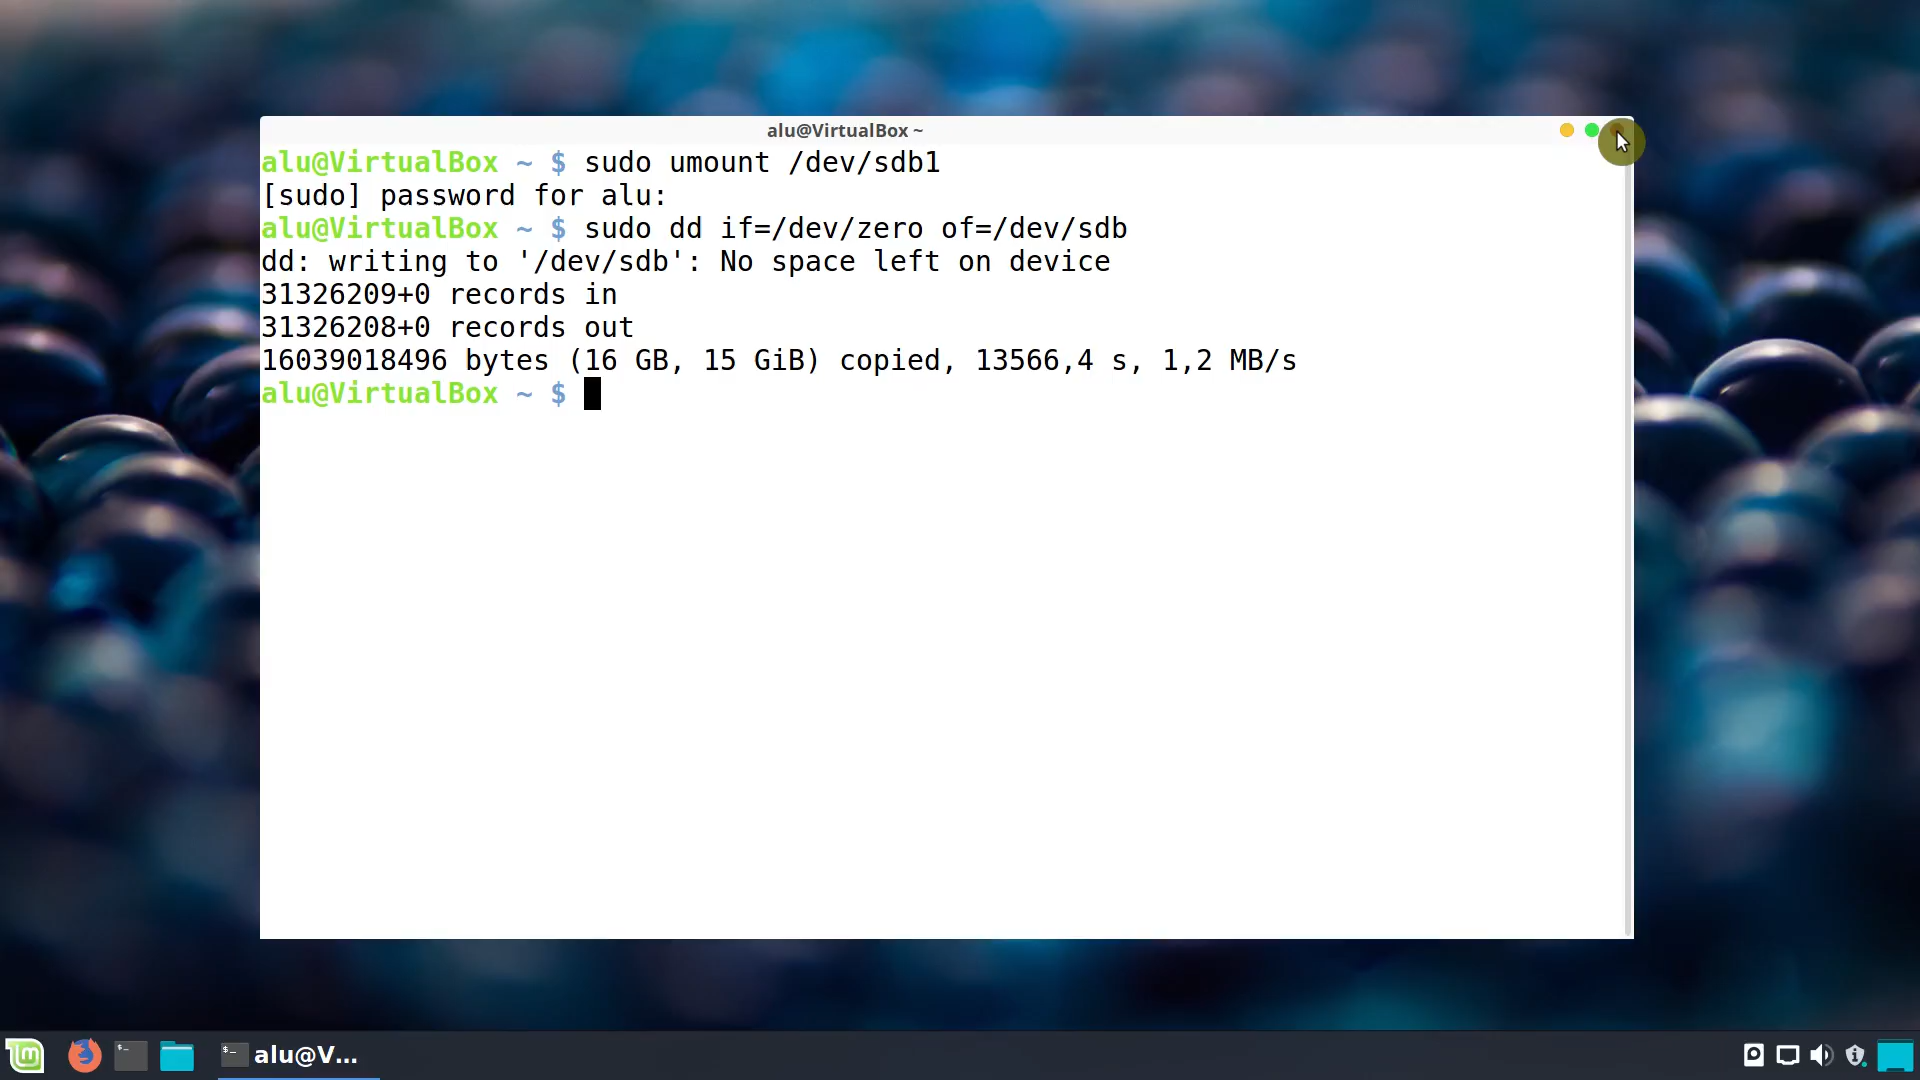 alu@VirtualBox ~
alu@VirtualBox ~ $ sudo umount /dev/sdb1
[sudo] password for alu:
alu@VirtualBox ~ $ sudo dd if=/dev/zero of=/dev/sdb
dd: writing to '/dev/sdb': No space left on device
31326209+0 records in
31326208+0 records out
16039018496 bytes (16 GB, 15 GiB) copied, 13566,4 s, 1,2 MB/s
alu@VirtualBox ~ $
alu@V...